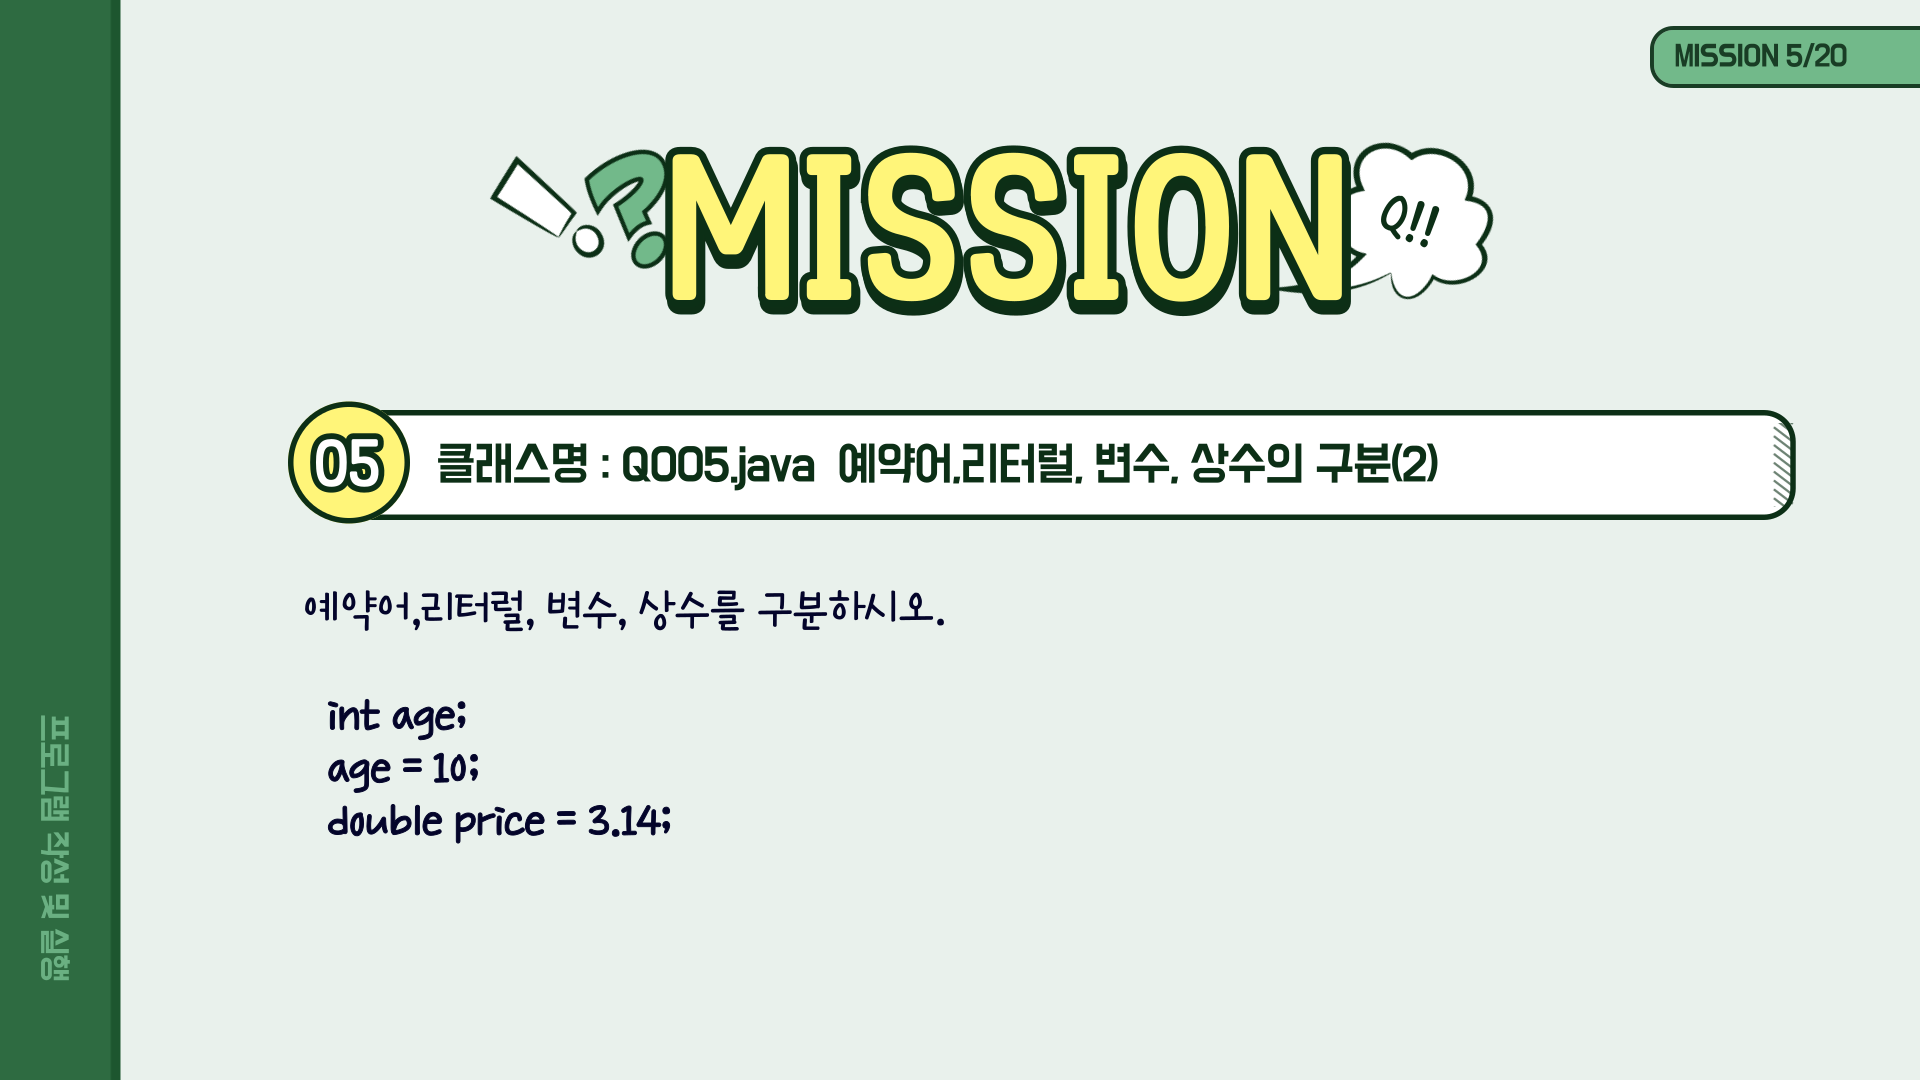 MISSION 5/20
!?MISSION
Q!!
05
클래스명 : Q005.java 예약어,리터럴, 변수, 상수의 구분(2)
예약어,리터럴, 변수, 상수를 구분하시오.
int age;
age = 10;
double price = 3.14;
프로그램 작성 및 실행